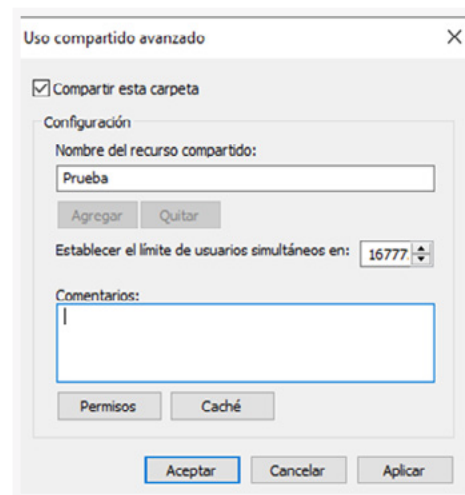 Uso compartido avanzado
Compartir esta carpeta
Configuración
Nombre del recurso compartido:
Prueba
Agregar Quitar
Establecer el límite de usuarios simultáneos en: 16777
Comentarios:
Permisos Caché
Aceptar Cancelar Aplicar